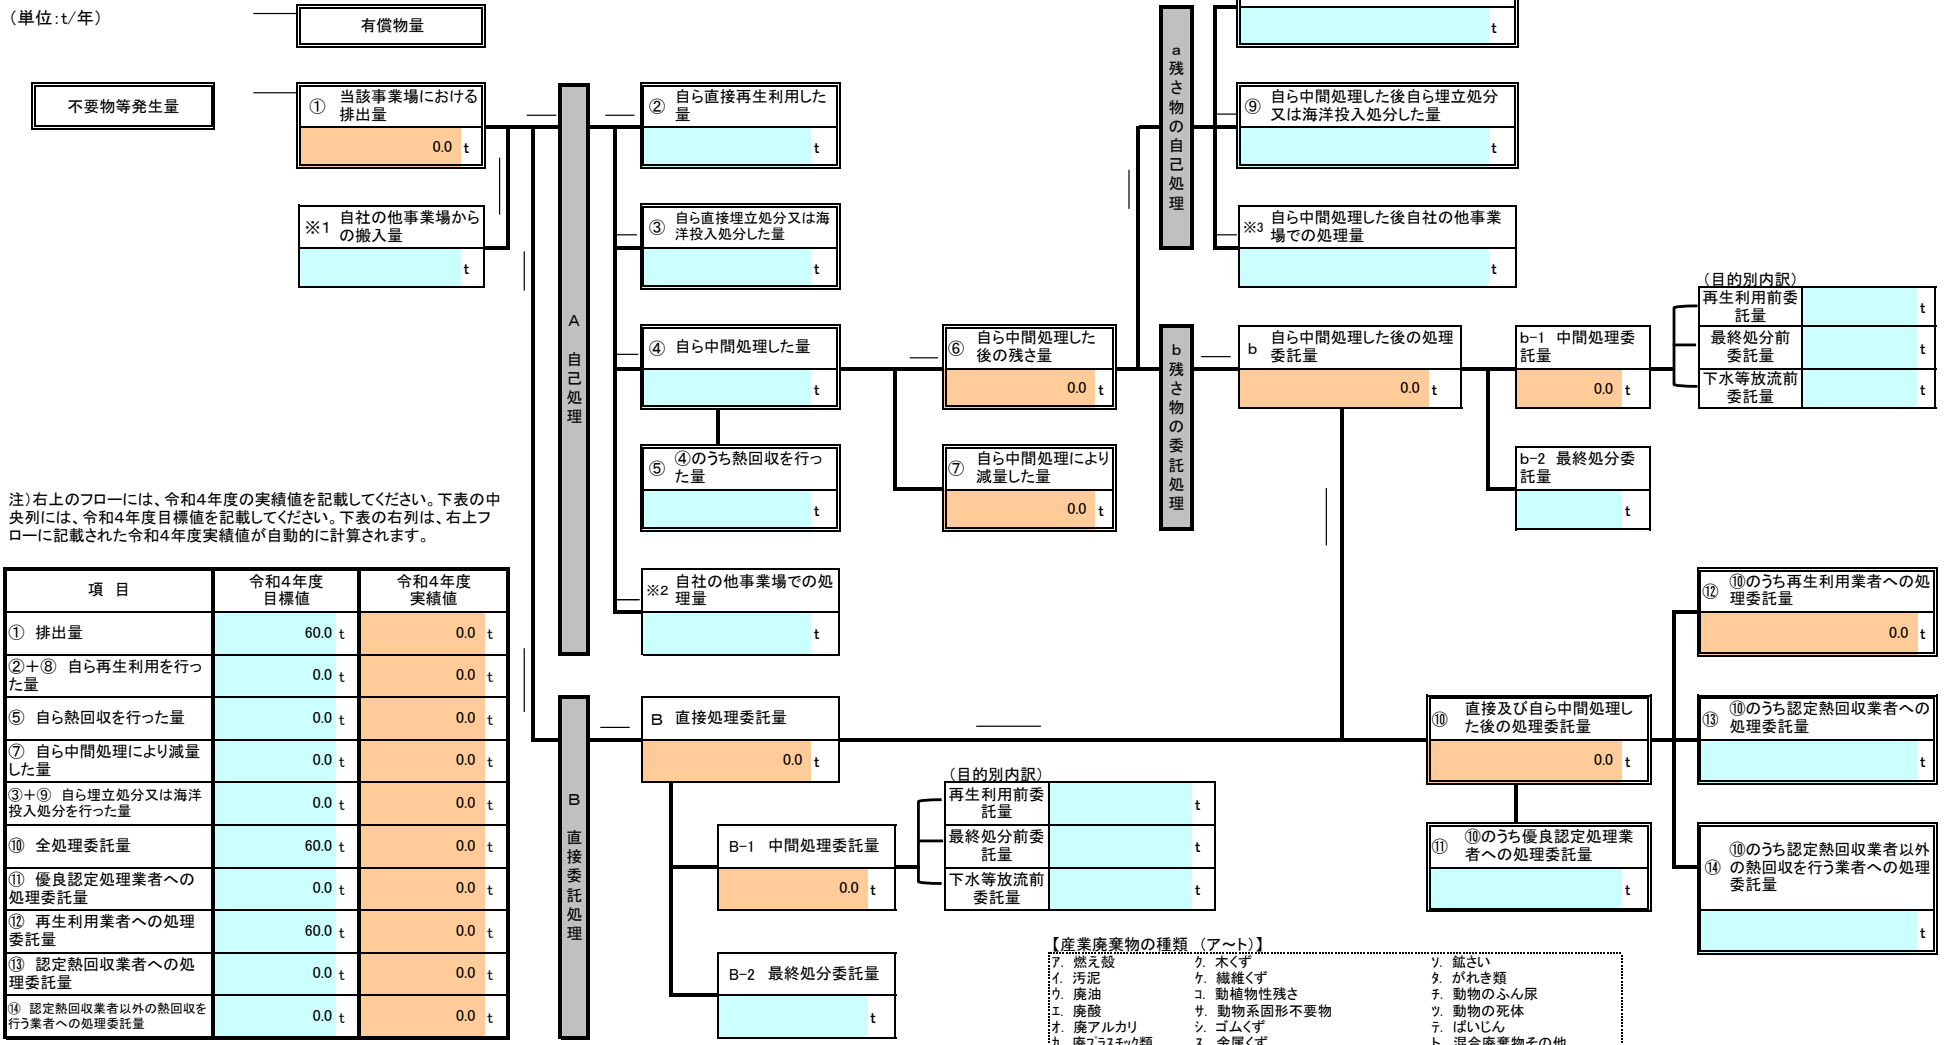 （単位：t/年）
有償物量
t
不要物等発生量
① 当該事業場における
排出量
0.0 t
※1 自社の他事業場から
の搬入量
t
A 自己処理
② 自ら直接再生利用した
量
t
③ 自ら直接埋立処分又は海
洋投入処分した量
t
④ 自ら中間処理した量
t
⑤ ④のうち熱回収を行っ
た量
t
※2 自社の他事業場での処
理量
t
⑥ 自ら中間処理した
後の残さ量
0.0 t
⑦ 自ら中間処理により
減量した量
0.0 t
a 残さ物の自己処理
⑨ 自ら中間処理した後自ら埋立処分
又は海洋投入処分した量
t
※3 自ら中間処理した後自社の他事業
場での処理量
t
b 残さ物の委託処理
b 自ら中間処理した後の処理
委託量
0.0 t
b-1 中間処理委
託量
0.0 t
b-2 最終処分委
託量
t
（目的別内訳）
再生利用前委
託量
t
最終処分前
委託量
t
下水等放流前
委託量
t
注）右上のフローには、令和４年度の実績値を記載してください。下表の中
央列には、令和４年度目標値を記載してください。下表の右列は、右上フ
ローに記載された令和４年度実績値が自動的に計算されます。
項 目
令和４年度
目標値
令和４年度
実績値
① 排出量 60.0 t 0.0 t
②＋⑧ 自ら再生利用を行っ
た量 0.0 t 0.0 t
⑤ 自ら熱回収を行った量 0.0 t 0.0 t
⑦ 自ら中間処理により減量
した量 0.0 t 0.0 t
③＋⑨ 自ら埋立処分又は海洋
投入処分を行った量 0.0 t 0.0 t
⑩ 全処理委託量 60.0 t 0.0 t
⑪ 優良認定処理業者への
処理委託量 0.0 t 0.0 t
⑫ 再生利用業者への処理
委託量 60.0 t 0.0 t
⑬ 認定熱回収業者への処
理委託量 0.0 t 0.0 t
⑭ 認定熱回収業者以外の熱回収を
行う業者への処理委託量 0.0 t 0.0 t
B 直接委託処理
B 直接処理委託量
0.0 t
B-1 中間処理委託量
0.0 t
B-2 最終処分委託量
t
（目的別内訳）
再生利用前委
託量
t
最終処分前委
託量
t
下水等放流前
委託量
t
⑩ 直接及び自ら中間処理し
た後の処理委託量
0.0 t
⑪ ⑩のうち優良認定処理業
者への処理委託量
t
⑫ ⑩のうち再生利用業者への処
理委託量
0.0 t
⑬ ⑩のうち認定熱回収業者への
処理委託量
t
⑭ ⑩のうち認定熱回収業者以外
の熱回収を行う業者への処理
委託量
t
【産業廃棄物の種類 （ア～ト）】
ア. 燃え殻 ク. 木くず ソ. 鉱さい
イ. 汚泥 ケ. 繊維くず タ. がれき類
ウ. 廃油 コ. 動植物性残さ チ. 動物のふん尿
エ. 廃酸 サ. 動物系固形不要物 ツ. 動物の死体
オ. 廃アルカリ シ. ゴムくず テ. ばいじん
カ. 廃プラスチック類 ス. 金属くず ト. 混合廃棄物その他